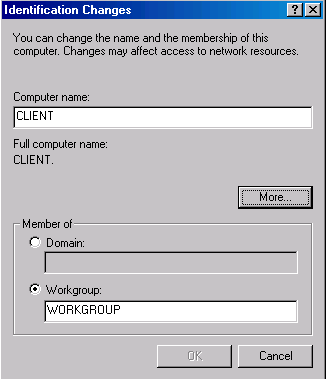 Identification Changes
You can change the name and the membership of this
computer. Changes may affect access to network resources.
Computer name:
CLIENT
Full computer name:
CLIENT.
More...
Member of
Domain:
Workgroup:
WORKGROUP
OK
Cancel